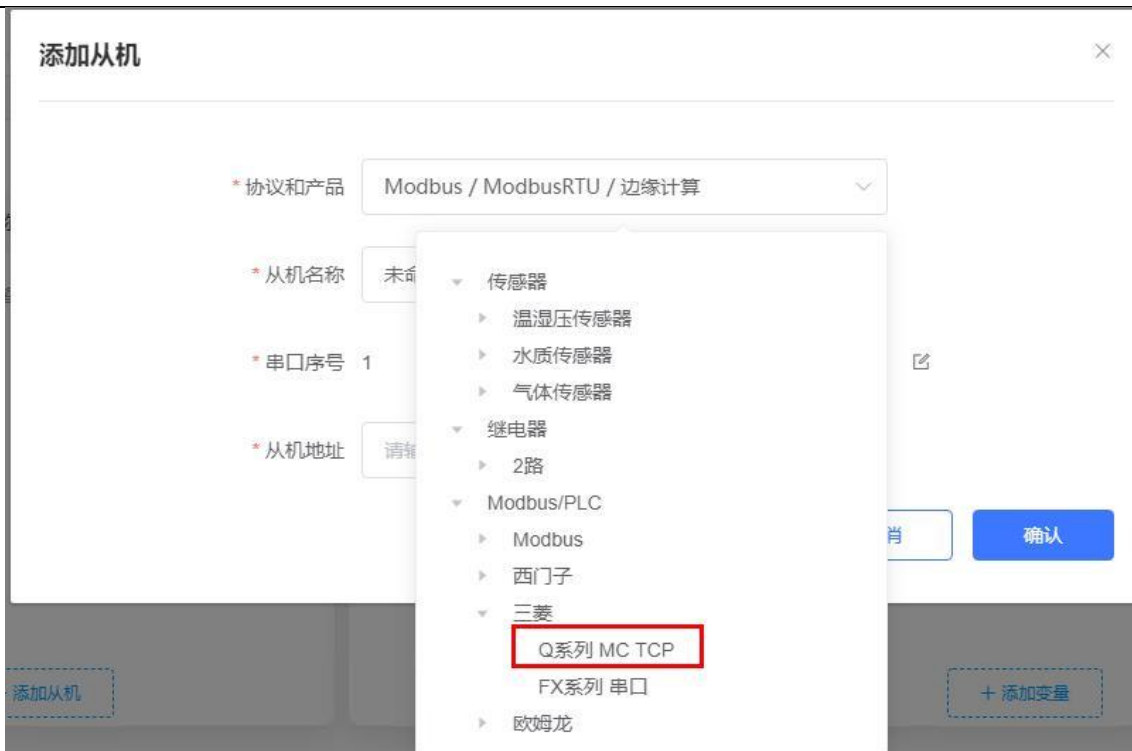 添加从机
* 协议和产品 Modbus / ModbusRTU / 边缘计算
* 从机名称 未命
传感器
温湿压传感器
* 串口序号 1 水质传感器
气体传感器
继电器
* 从机地址 请输
2路
Modbus/PLC
Modbus
消 确认
西门子
三菱
Q系列 MC TCP
添加从机 FX系列 串口 + 添加变量
欧姆龙